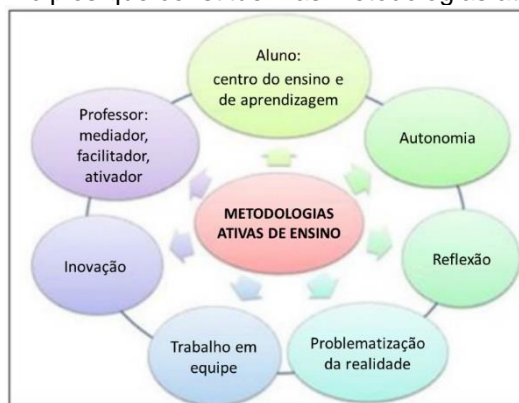 Aluno:
centro do ensino e
de aprendizagem
Autonomia
Reflexão
Problematização
da realidade
Trabalho em
equipe
Inovação
Professor:
mediador,
facilitador,
ativador
METODOLOGIAS
ATIVAS DE ENSINO